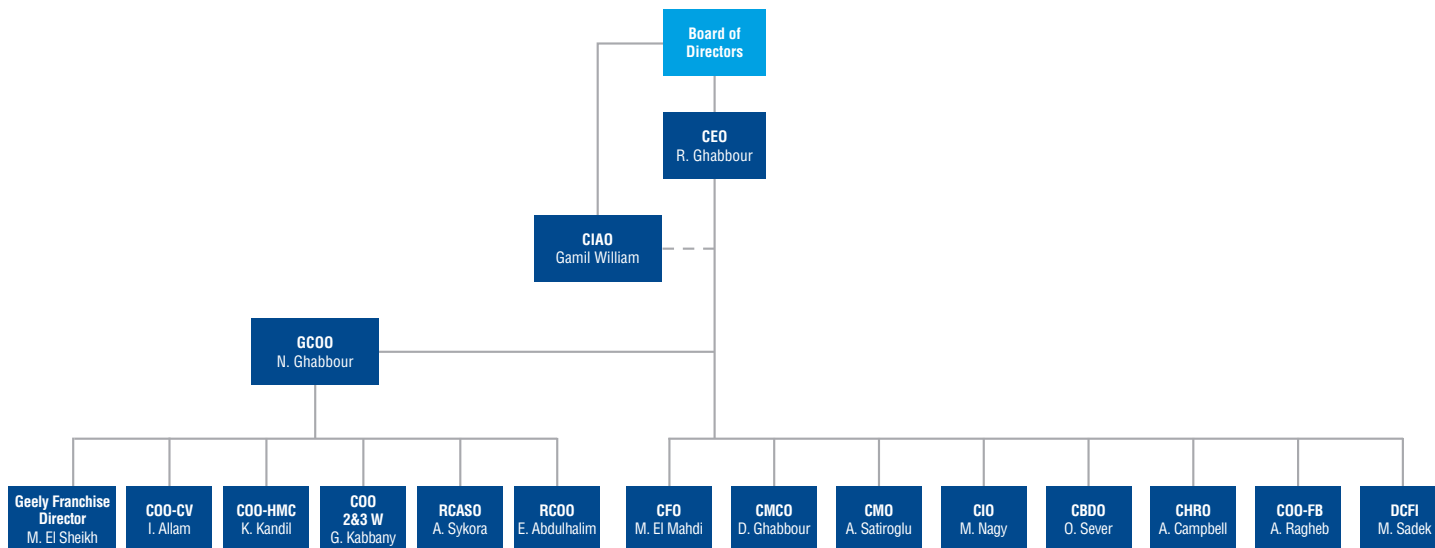 Board of
Directors
CEO
R. Ghabbour
CIAO
Gamil William
GCOO
N. Ghabbour
Geely Franchise
Director
M. El Sheikh
COO-CV
I. Allam
COO-HMC
K. Kandil
COO
2&3 W
G. Kabbany
RCASO
A. Sykora
RCOO
E. Abdulhalim
CFO
M. El Mahdi
CMCO
D. Ghabbour
CMO
A. Satiroglu
CIO
M. Nagy
CBDO
O. Sever
CHRO
A. Campbell
COO-FB
A. Ragheb
DCFI
M. Sadek